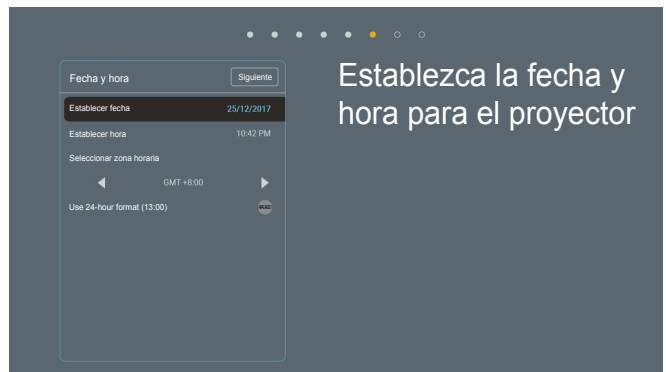 Fecha y hora Siguiente
Establecer fecha 25/12/2017
Establecer hora 10:42 PM
Seleccionar zona horaria
GMT +8:00
Use 24-hour format (13:00)
Establezca la fecha y
hora para el proyector